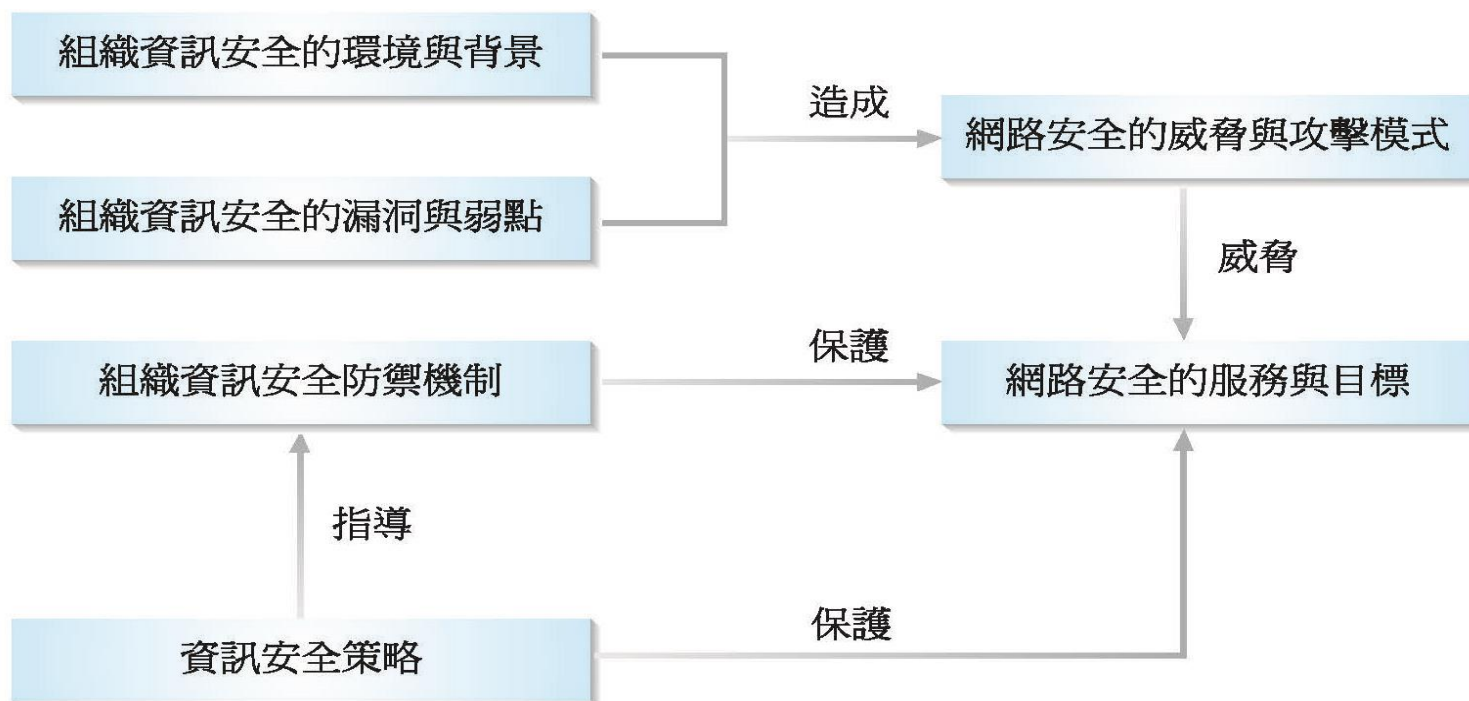 組織資訊安全的環境與背景
造成
網路安全的威脅與攻擊模式
組織資訊安全的漏洞與弱點
威脅
組織資訊安全防禦機制
保護
網路安全的服務與目標
指導
資訊安全策略
保護